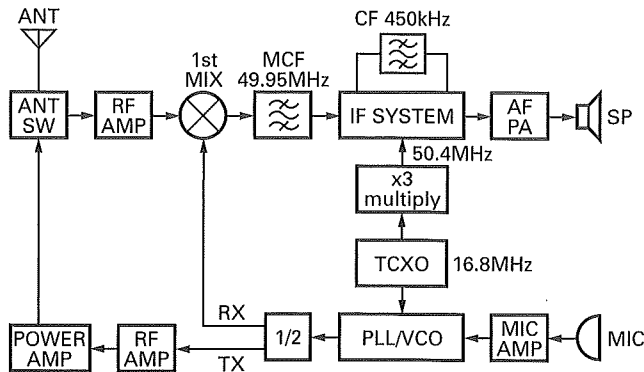 ANT
CF 450kHz
1st
MIX
MCF
49.95MHz
ANT
SW
RF
AMP
IF SYSTEM
AF
PA
SP
50.4MHz
x3
multiply
TCXO
16.8MHz
RX
POWER
AMP
RF
AMP
TX
1/2
PLL/VCO
MIC
AMP
MIC